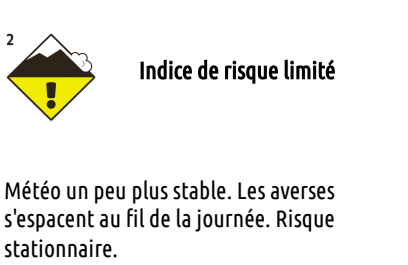 2
Indice de risque limité
Météo un peu plus stable. Les averses
s'espacent au fil de la journée. Risque
stationnaire.